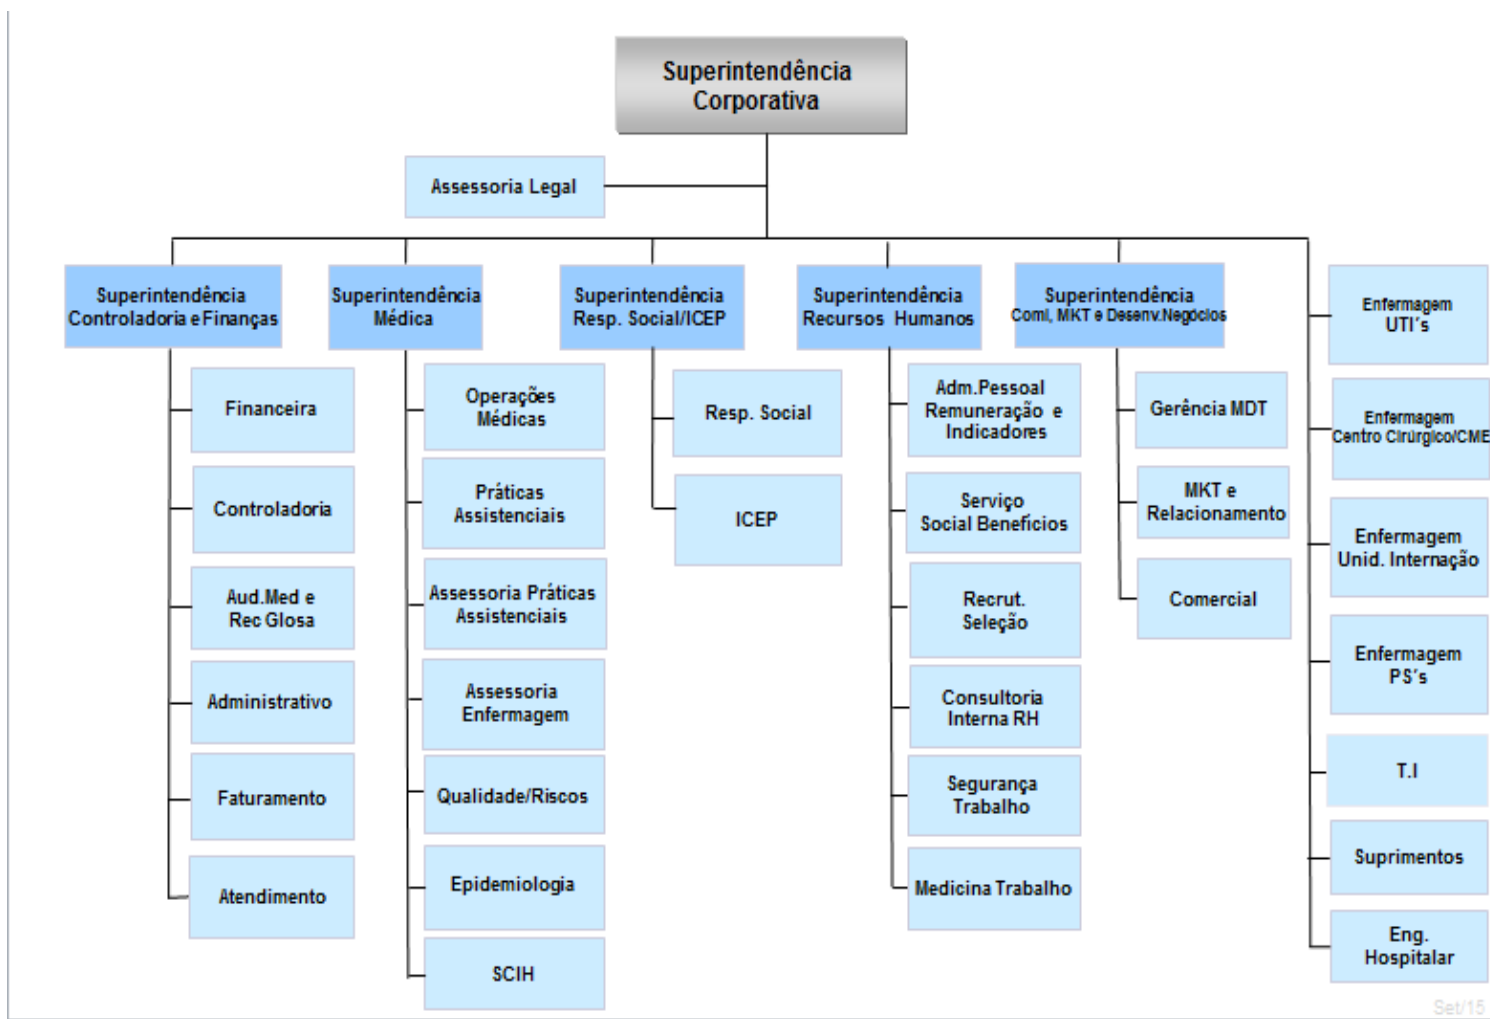 Superintendência
Corporativa
Assessoria Legal
Superintendência
Controladoria e Finanças
Superintendência
Médica
Superintendência
Resp. Social/ICEP
Superintendência
Recursos Humanos
Superintendência
Coml, MKT e Desenv.Negócios
Financeira
Controladoria
Aud.Med e
Rec Glosa
Administrativo
Faturamento
Atendimento
Operações
Médicas
Práticas
Assistenciais
Assessoria Práticas
Assistenciais
Assessoria
Enfermagem
Qualidade/Riscos
Epidemiologia
SCIH
Resp. Social
ICEP
Adm.Pessoal
Remuneração e
Indicadores
Serviço
Social Benefícios
Recrut.
Seleção
Consultoria
Interna RH
Segurança
Trabalho
Medicina Trabalho
Gerência MDT
MKT e
Relacionamento
Comercial
Enfermagem
UTI´s
Enfermagem
Centro Cirúrgico/CME
Enfermagem
Unid. Internação
Enfermagem
PS´s
T.I
Suprimentos
Eng.
Hospitalar
Set/15